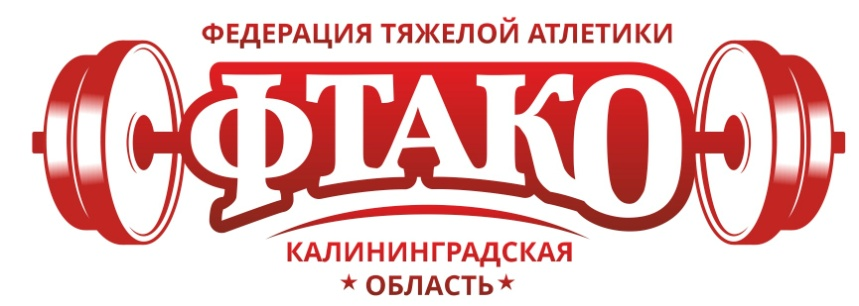 ФЕДЕРАЦИЯ ТЯЖЕЛОЙ АТЛЕТИКИ
ФТАКО
КАЛИНИНГРАДСКАЯ
ОБЛАСТЬ